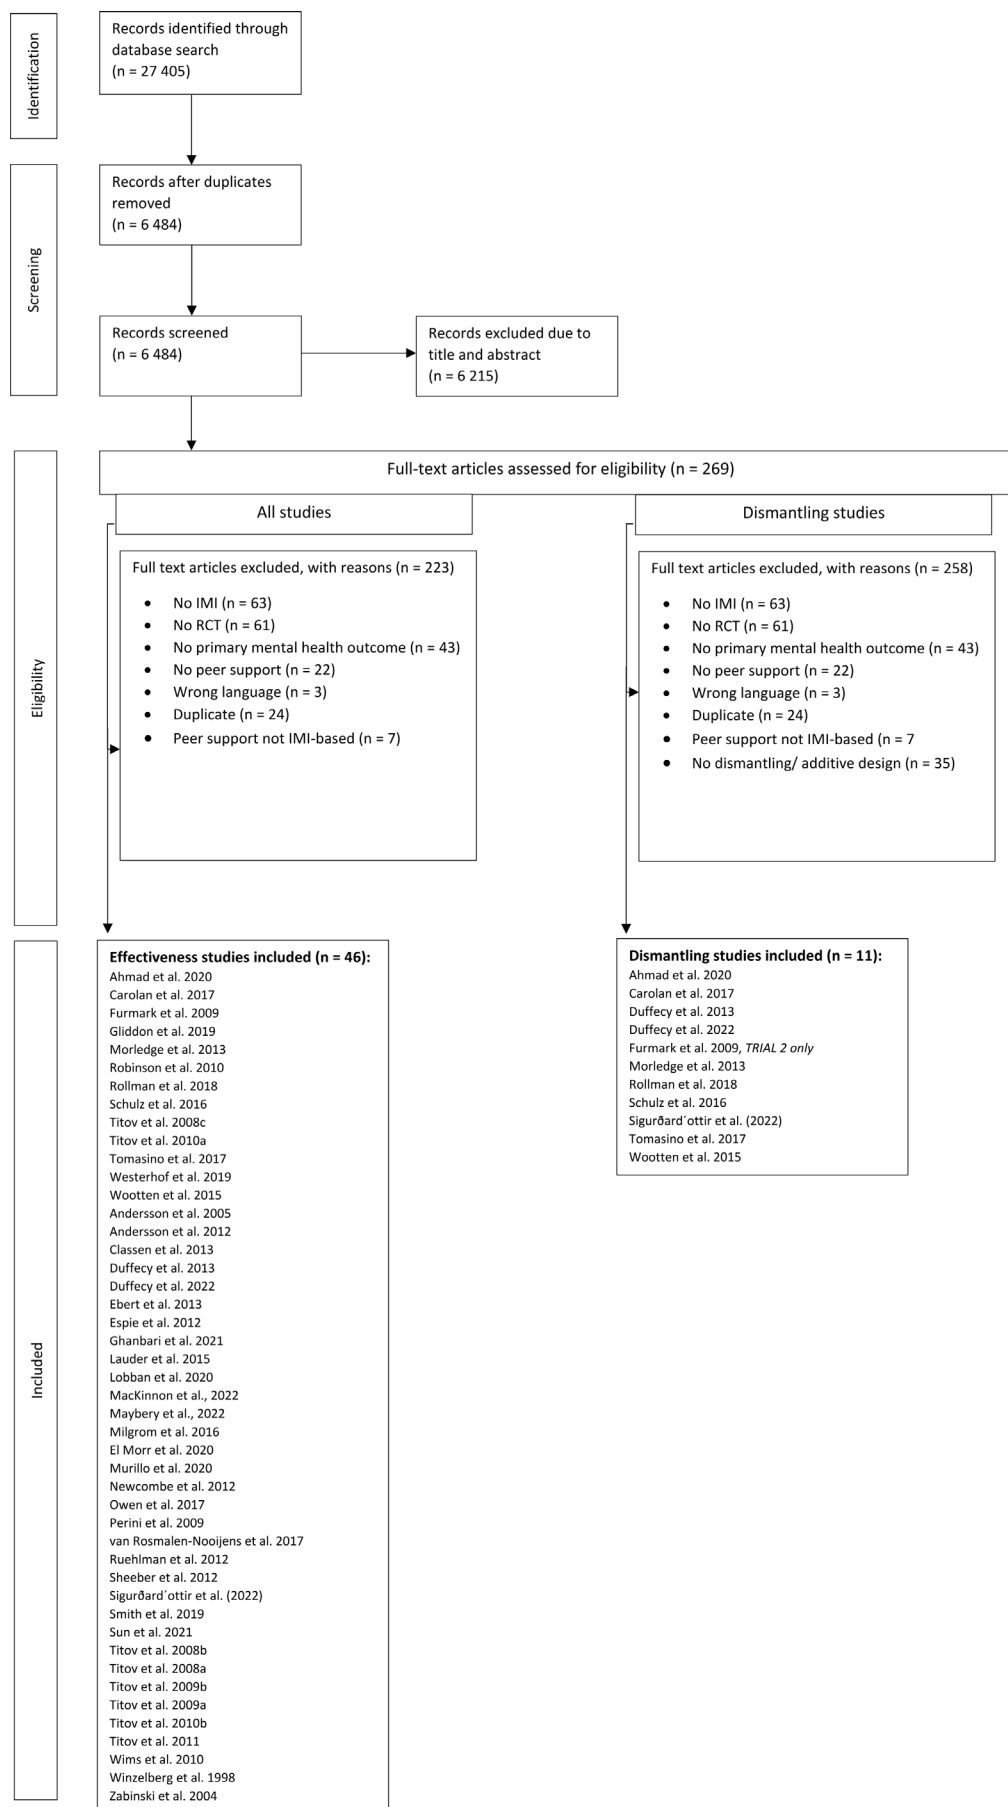 Identification
Records identified through
database search
(n = 27 405)
Screening
Records after duplicates
removed
(n = 6 484)
Records screened
(n = 6 484)
Records excluded due to
title and abstract
(n = 6 215)
Eligibility
Full-text articles assessed for eligibility (n = 269)
All studies
Full text articles excluded, with reasons (n = 223)
• No IMI (n = 63)
• No RCT (n = 61)
• No primary mental health outcome (n = 43)
• No peer support (n = 22)
• Wrong language (n = 3)
• Duplicate (n = 24)
• Peer support not IMI-based (n = 7)
Dismantling studies
Full text articles excluded, with reasons (n = 258)
• No IMI (n = 63)
• No RCT (n = 61)
• No primary mental health outcome (n = 43)
• No peer support (n = 22)
• Wrong language (n = 3)
• Duplicate (n = 24)
• Peer support not IMI-based (n = 7
• No dismantling/ additive design (n = 35)
Included
Effectiveness studies included (n = 46):
Ahmad et al. 2020
Carolan et al. 2017
Furmark et al. 2009
Gliddon et al. 2019
Morledge et al. 2013
Robinson et al. 2010
Rollman et al. 2018
Schulz et al. 2016
Titov et al. 2008c
Titov et al. 2010a
Tomasino et al. 2017
Westerhof et al. 2019
Wootten et al. 2015
Andersson et al. 2005
Andersson et al. 2012
Classen et al. 2013
Duffecy et al. 2013
Duffecy et al. 2022
Ebert et al. 2013
Espie et al. 2012
Ghanbari et al. 2021
Lauder et al. 2015
Lobban et al. 2020
MacKinnon et al., 2022
Maybery et al., 2022
Milgrom et al. 2016
El Morr et al. 2020
Murillo et al. 2020
Newcombe et al. 2012
Owen et al. 2017
Perini et al. 2009
van Rosmalen-Nooijens et al. 2017
Ruehlman et al. 2012
Sheeber et al. 2012
Sigurðard´ottir et al. (2022)
Smith et al. 2019
Sun et al. 2021
Titov et al. 2008b
Titov et al. 2008a
Titov et al. 2009b
Titov et al. 2009a
Titov et al. 2010b
Titov et al. 2011
Wims et al. 2010
Winzelberg et al. 1998
Zabinski et al. 2004
Dismantling studies included (n = 11):
Ahmad et al. 2020
Carolan et al. 2017
Duffecy et al. 2013
Duffecy et al. 2022
Furmark et al. 2009, TRIAL 2 only
Morledge et al. 2013
Rollman et al. 2018
Schulz et al. 2016
Sigurðard´ottir et al. (2022)
Tomasino et al. 2017
Wootten et al. 2015